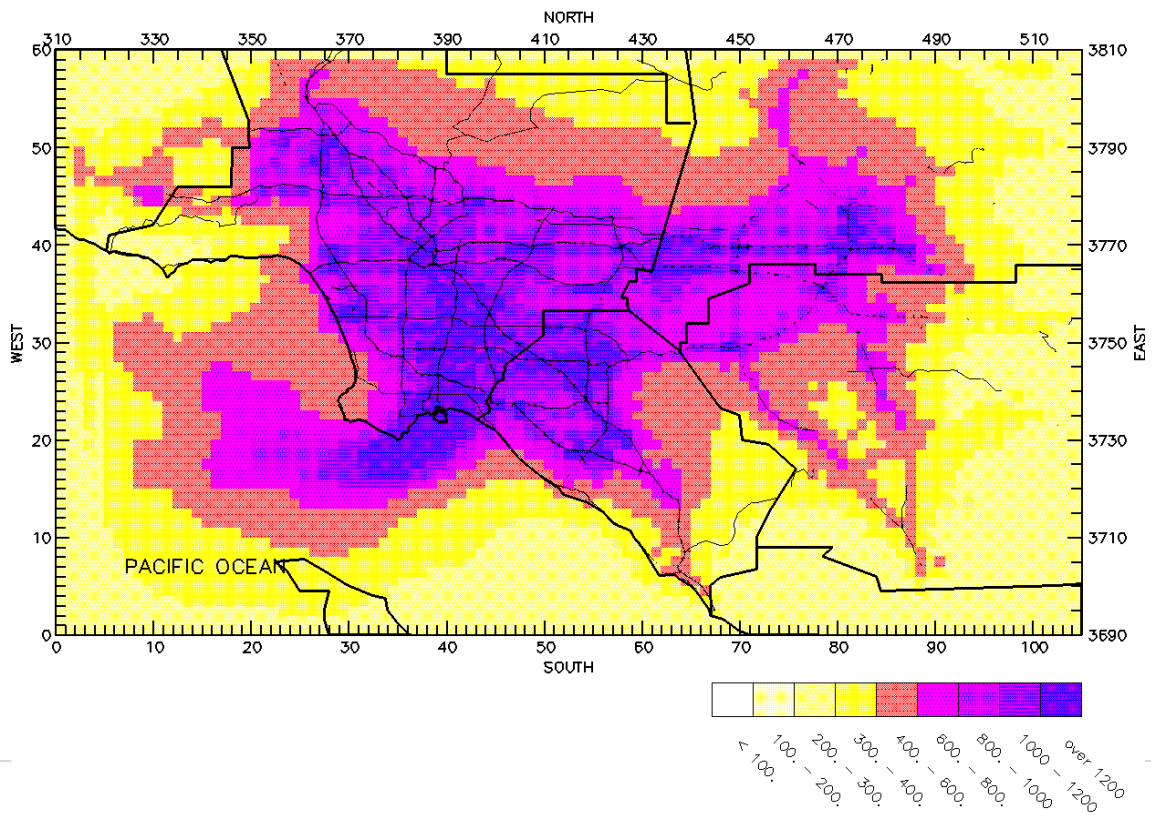 NORTH
310 330 350 370 390 410 430 450 470 490 510
60 3810
50 3790
40 3770
WEST 30 3750 EAST
20 3730
10 3710
PACIFIC OCEAN
0 3690
0 10 20 30 40 50 60 70 80 90 100
SOUTH
< 100.
100. - 200.
200. - 300.
300. - 400.
400. - 600.
600. - 800.
800. - 1000
1000 - 1200
over 1200